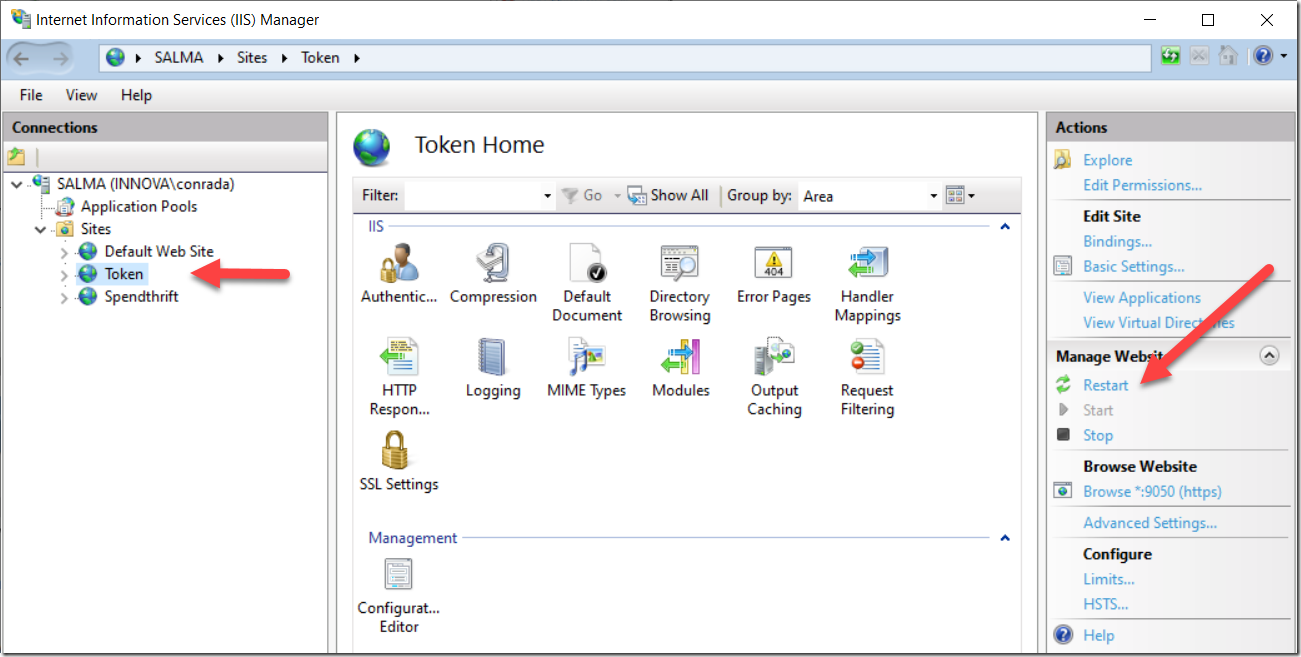 Internet Information Services (IIS) Manager
SALMA Sites Token
File View Help
Connections
SALMA (INNOVA\conrada)
Application Pools
Sites
Default Web Site
Token
Spendthrift
Token Home
Filter: Go Show All Group by: Area
IIS
Authentic... Compression Default Document Directory Browsing Error Pages Handler Mappings
HTTP Respon... Logging MIME Types Modules Output Caching Request Filtering
SSL Settings
Management
Configurat... Editor
Actions
Explore
Edit Permissions...
Edit Site
Bindings...
Basic Settings...
View Applications
View Virtual Directories
Manage Website
Restart
Start
Stop
Browse Website
Browse *:9050 (https)
Advanced Settings...
Configure
Limits...
HSTS...
Help